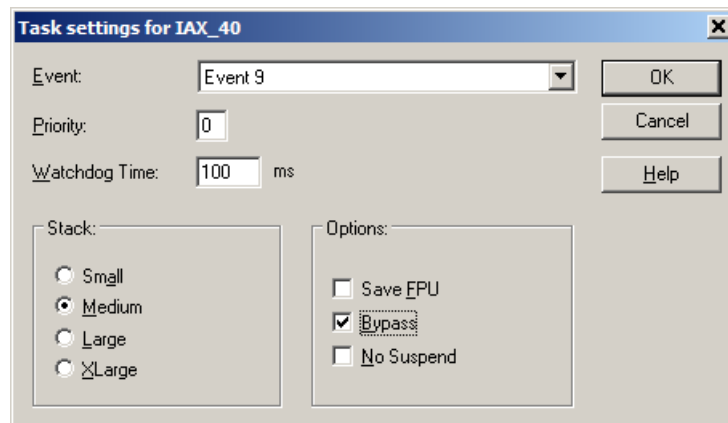 Task settings for IAX_40
Event: Event 9 OK
Priority: 0 Cancel
Watchdog Time: 100 ms Help
Stack: Options:
Small
Save FPU
Medium
Bypass
Large
No Suspend
XLarge